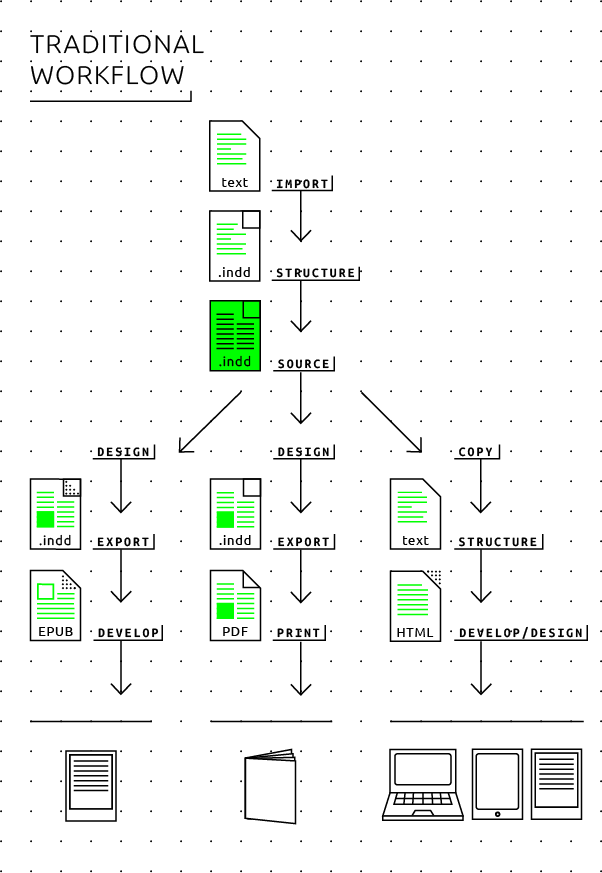 TRADITIONAL
WORKFLOW
text
IMPORT
.indd
STRUCTURE
.indd
SOURCE
DESIGN
DESIGN
COPY
.indd
EXPORT
.indd
EXPORT
text
STRUCTURE
EPUB
DEVELOP
PDF
PRINT
HTML
DEVELOP/DESIGN